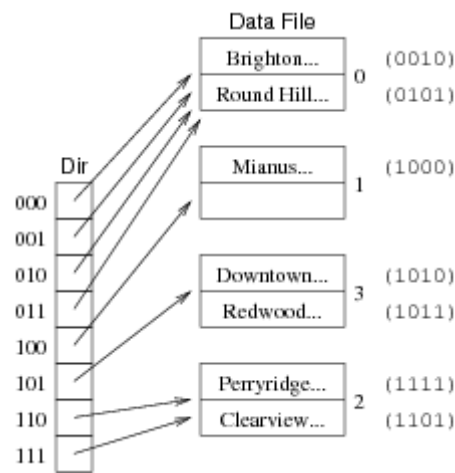 Data File
Brighton... 0 (0010)
Round Hill... (0101)
Mianus... 1 (1000)
Dir
000
001
010
011
100
101
110
111
Downtown... 3 (1010)
Redwood... (1011)
Perryridge... 2 (1111)
Clearview... (1101)